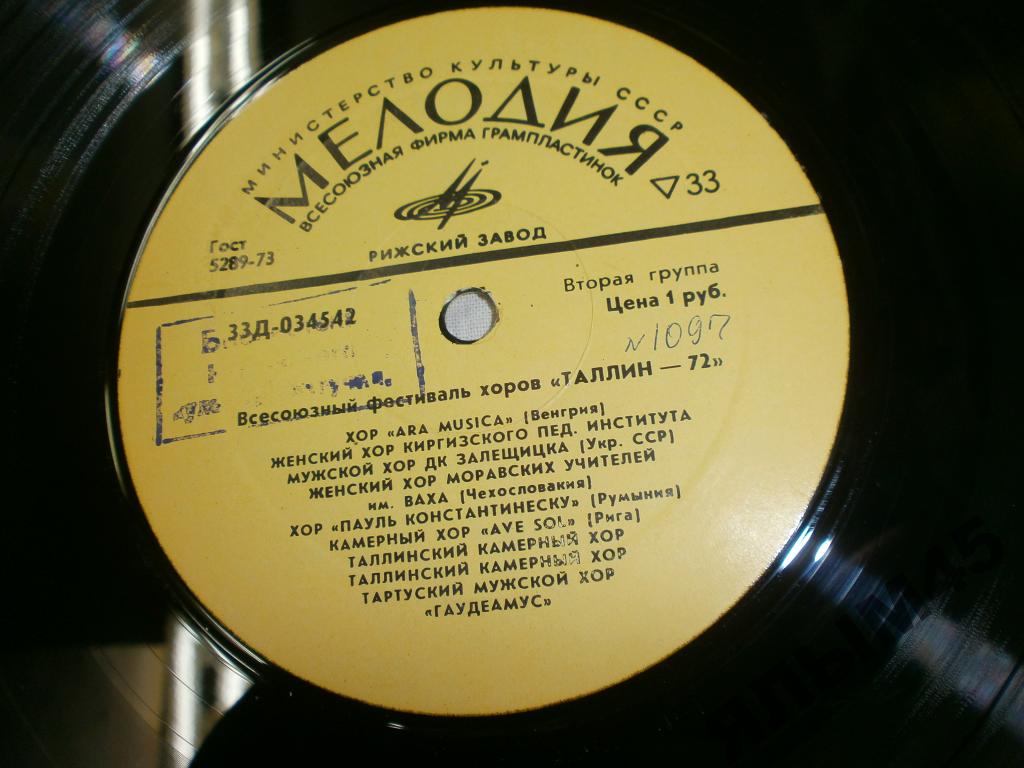 МИНИСТЕРСТВО КУЛЬТУРЫ СССР
МЕЛОДИЯ
ВСЕСОЮЗНАЯ ФИРМА ГРАМПЛАСТИНОК
33
РИЖСКИЙ ЗАВОД
Гост
5289-73
Вторая группа
Цена 1 руб.
Б
33Д-034542
N1097
Всесоюзный фестиваль хоров «ТАЛЛИН — 72»
ХОР «ARA MUSICA» (Венгрия)
ЖЕНСКИЙ ХОР КИРГИЗСКОГО ПЕД. ИНСТИТУТА
МУЖСКОЙ ХОР ДК ЗАЛЕЩИЦКА (Укр. ССР)
ЖЕНСКИЙ ХОР МОРАВСКИХ УЧИТЕЛЕЙ
им. ВАХА (Чехословакия)
ХОР «ПАУЛЬ КОНСТАНТИНЕСКУ» (Румыния)
КАМЕРНЫЙ ХОР «AVE SOL» (Рига)
ТАЛЛИНСКИЙ КАМЕРНЫЙ ХОР
ТАЛЛИНСКИЙ КАМЕРНЫЙ ХОР
ТАРТУСКИЙ МУЖСКОЙ ХОР
«ГАУДЕАМУС»